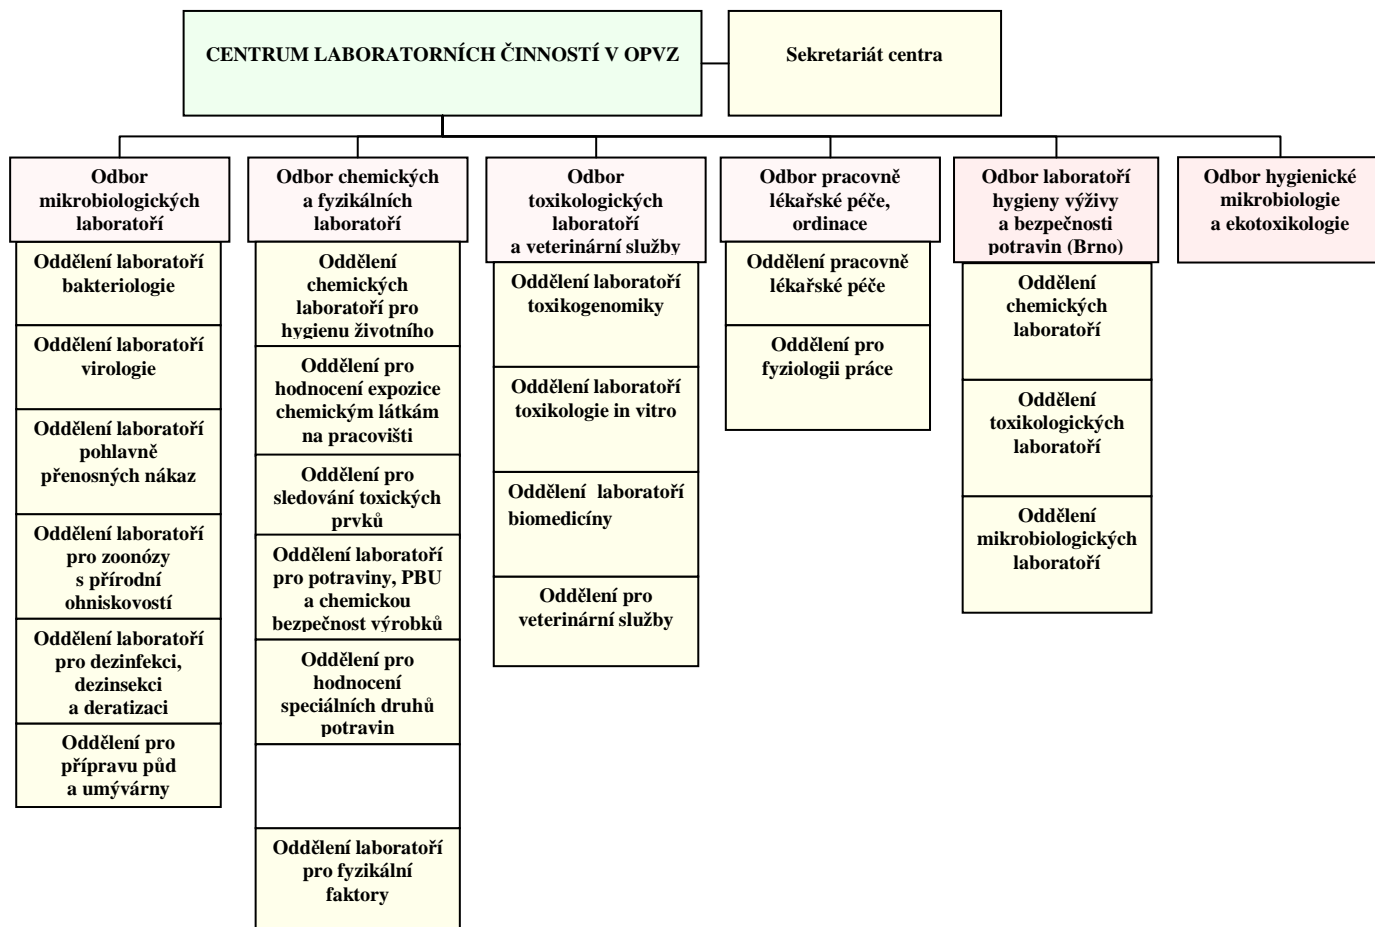 CENTRUM LABORATORNÍCH ČINNOSTÍ V OPVZ
Sekretariát centra
Odbor
mikrobiologických
laboratoří
Oddělení laboratoří
bakteriologie
Oddělení laboratoří
virologie
Oddělení laboratoří
pohlavně
přenosných nákaz
Oddělení laboratoří
pro zoonózy
s přírodní
ohniskovostí
Oddělení laboratoří
pro dezinfekci,
dezinsekci
a deratizaci
Oddělení pro
přípravu půd
a umývárny
Odbor chemických
a fyzikálních
laboratoří
Oddělení
chemických
laboratoří pro
hygienu životního
Oddělení pro
hodnocení expozice
chemickým látkám
na pracovišti
Oddělení pro
sledování toxických
prvků
Oddělení laboratoří
pro potraviny, PBU
a chemickou
bezpečnost výrobků
Oddělení pro
hodnocení
speciálních druhů
potravin
Oddělení laboratoří
pro fyzikální
faktory
Odbor
toxikologických
laboratoří
a veterinární služby
Oddělení laboratoří
toxikogenomiky
Oddělení laboratoří
toxikologie in vitro
Oddělení laboratoří
biomedicíny
Oddělení pro
veterinární služby
Odbor pracovně
lékařské péče,
ordinace
Oddělení pracovně
lékařské péče
Oddělení pro
fyziologii práce
Odbor laboratoří
hygieny výživy
a bezpečnosti
potravin (Brno)
Oddělení
chemických
laboratoří
Oddělení
toxikologických
laboratoří
Oddělení
mikrobiologických
laboratoří
Odbor hygienické
mikrobiologie
a ekotoxikologie